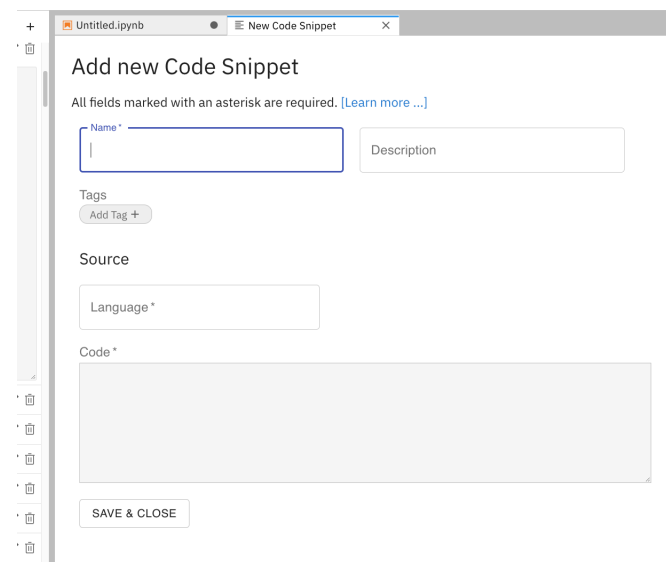 Untitled.ipynb
New Code Snippet
Add new Code Snippet
All fields marked with an asterisk are required. [Learn more ...]
Name *
Description
Tags
Add Tag +
Source
Language *
Code *
SAVE & CLOSE